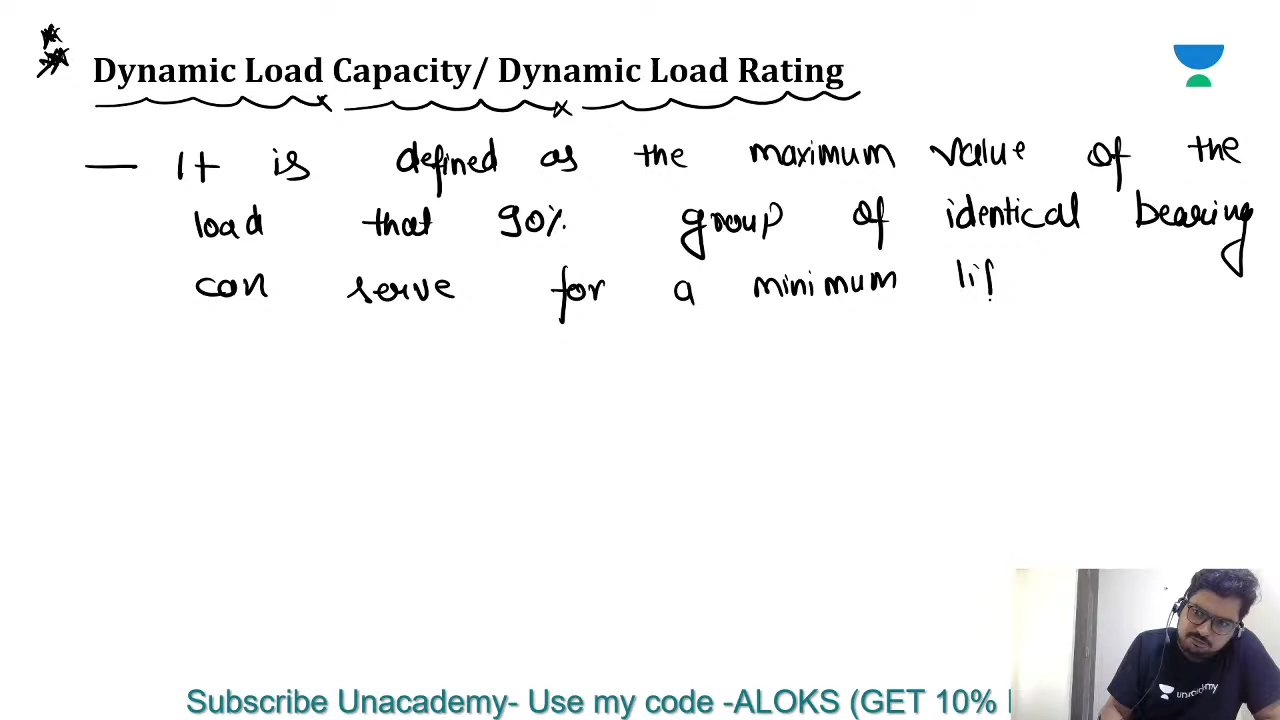 Dynamic Load Capacity/ Dynamic Load Rating
— It is defined as the maximum value of the
load that 90% group of identical bearing
can serve for a minimum lif
unacademy
Subscribe Unacademy- Use my code -ALOKS (GET 10%